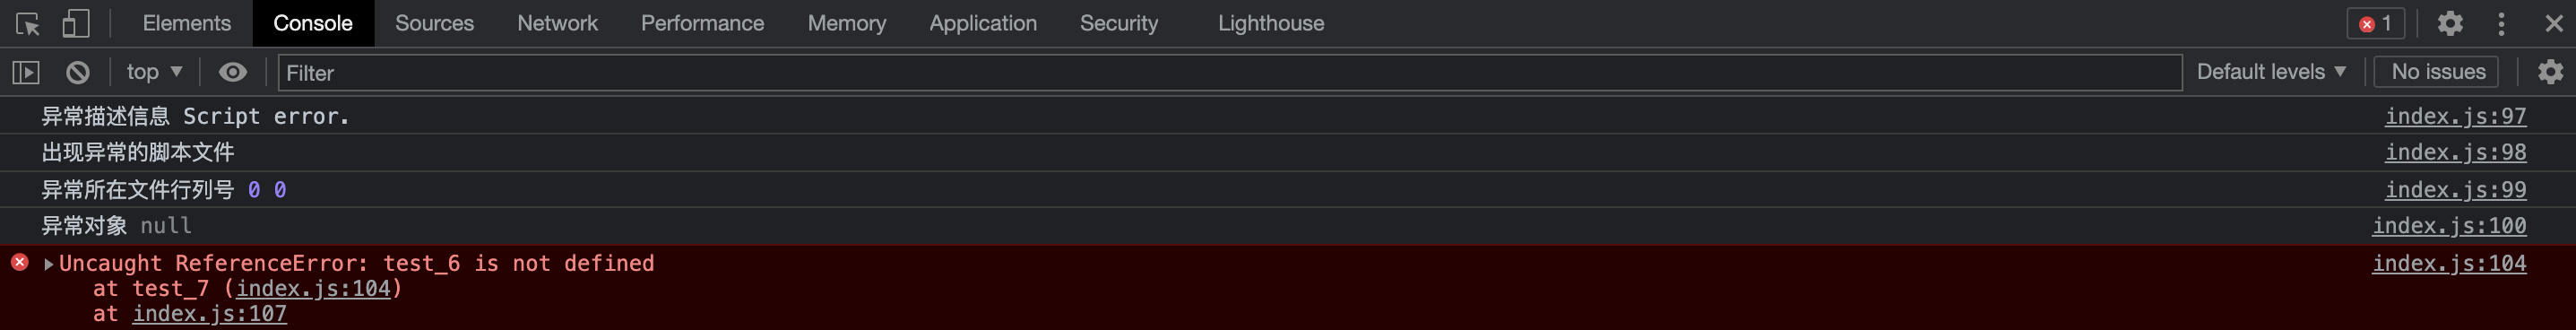 Elements Console Sources Network Performance Memory Application Security Lighthouse 1
top Filter Default levels No issues
异常描述信息 Script error. index.js:97
出现异常的脚本文件 index.js:98
异常所在文件行列号 0 0 index.js:99
异常对象 null index.js:100
Uncaught ReferenceError: test_6 is not defined index.js:104
at test_7 (index.js:104)
at index.js:107